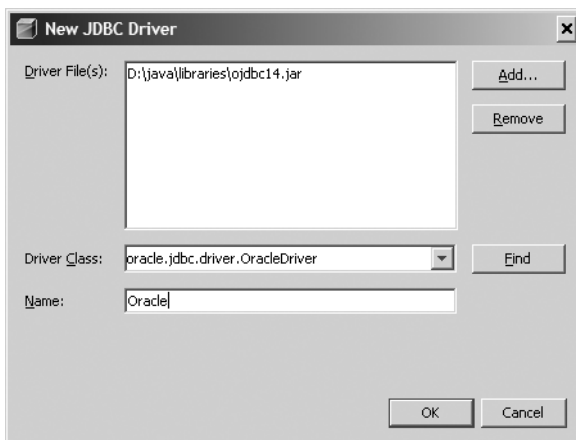 New JDBC Driver
Driver File(s):
D:\java\libraries\ojdbc14.jar
Add...
Remove
Driver Class:
oracle.jdbc.driver.OracleDriver
Find
Name:
Oracle
OK
Cancel